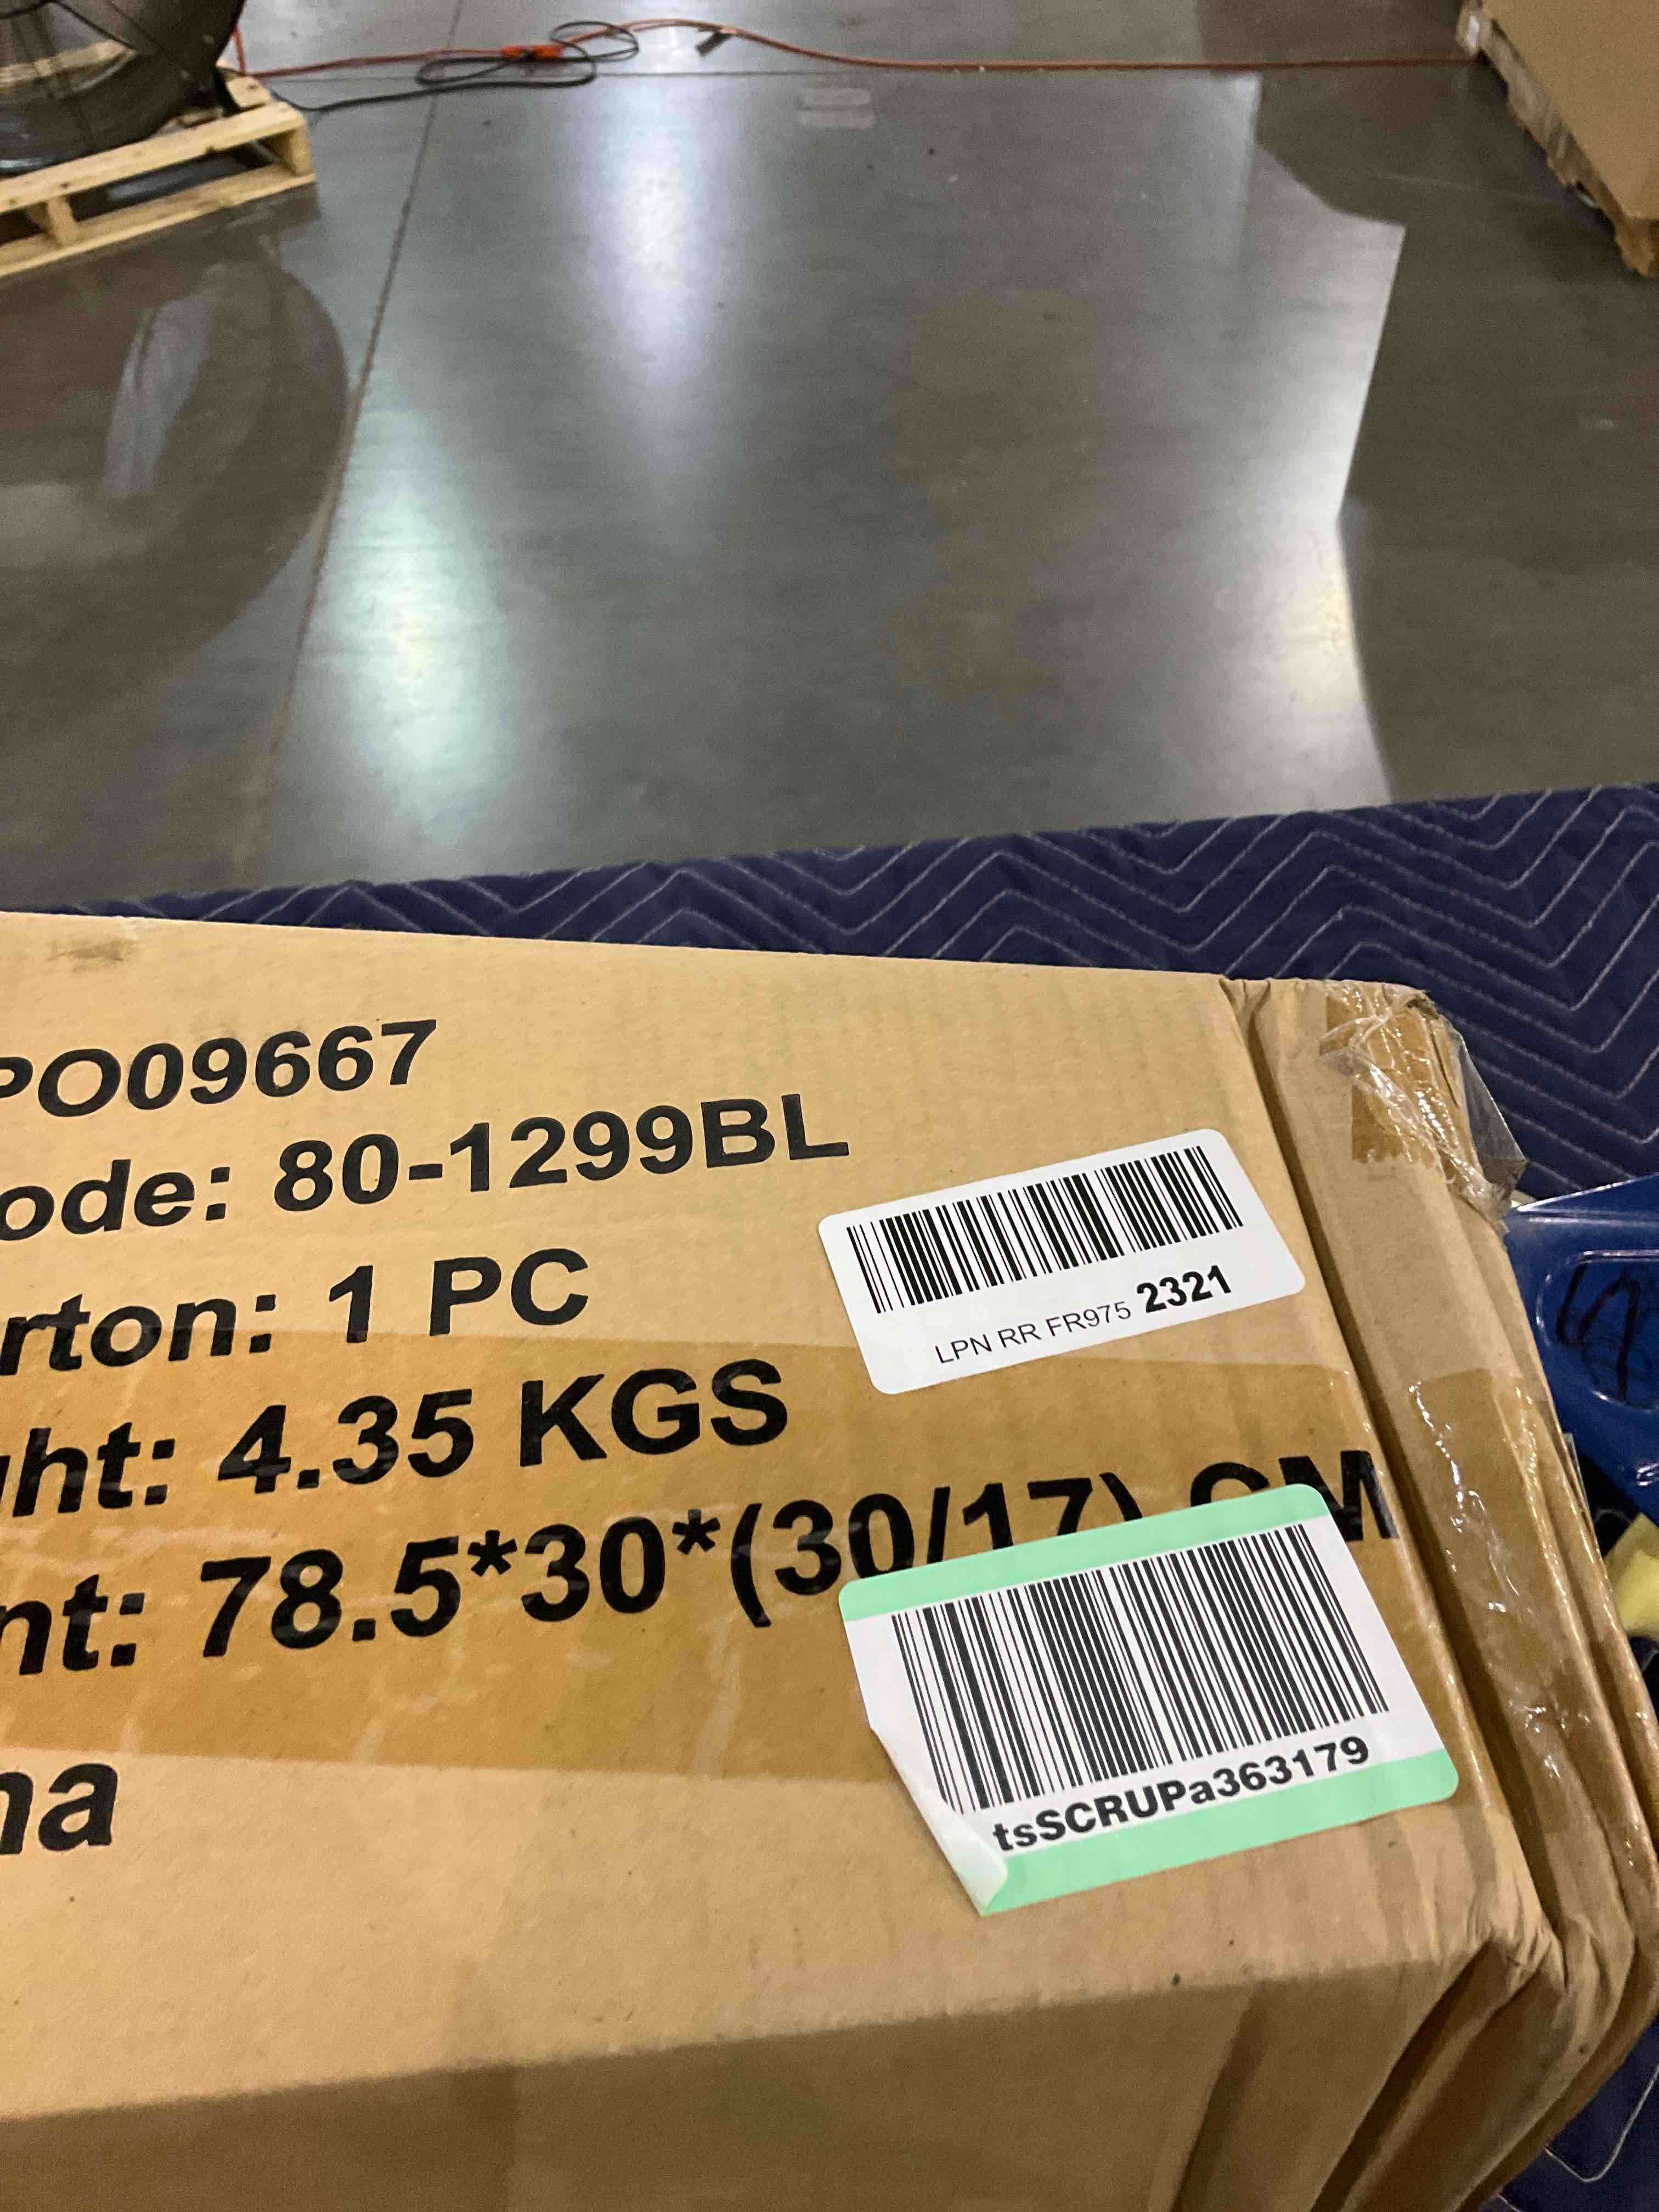 PO09667
ode: 80-1299BL
rton: 1 PC
ght: 4.35 KGS
nt: 78.5*30*(30/17) CM
na
LPN RR FR975 2321
tsSCRUPa363179